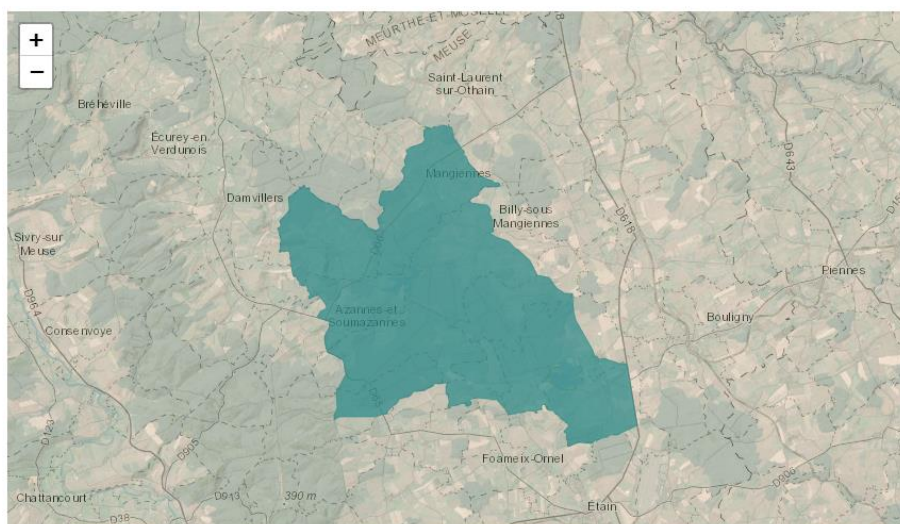 +
−
MEURTHE-ET-MOSELLE
MEUSE
Saint-Laurent
sur-Othain
Bréhéville
Écurey-en
Verdunois
D643
Mangiennes
Damvillers
Billy-sous
Mangiennes
D618
Sivry-sur
Meuse
Piennes
D964
Azannes-et
Soumazannes
Bouligny
Consenvoye
D123
D905
Foameix-Ornel
D906
Chattancourt
D913
390 m
Étain
D38